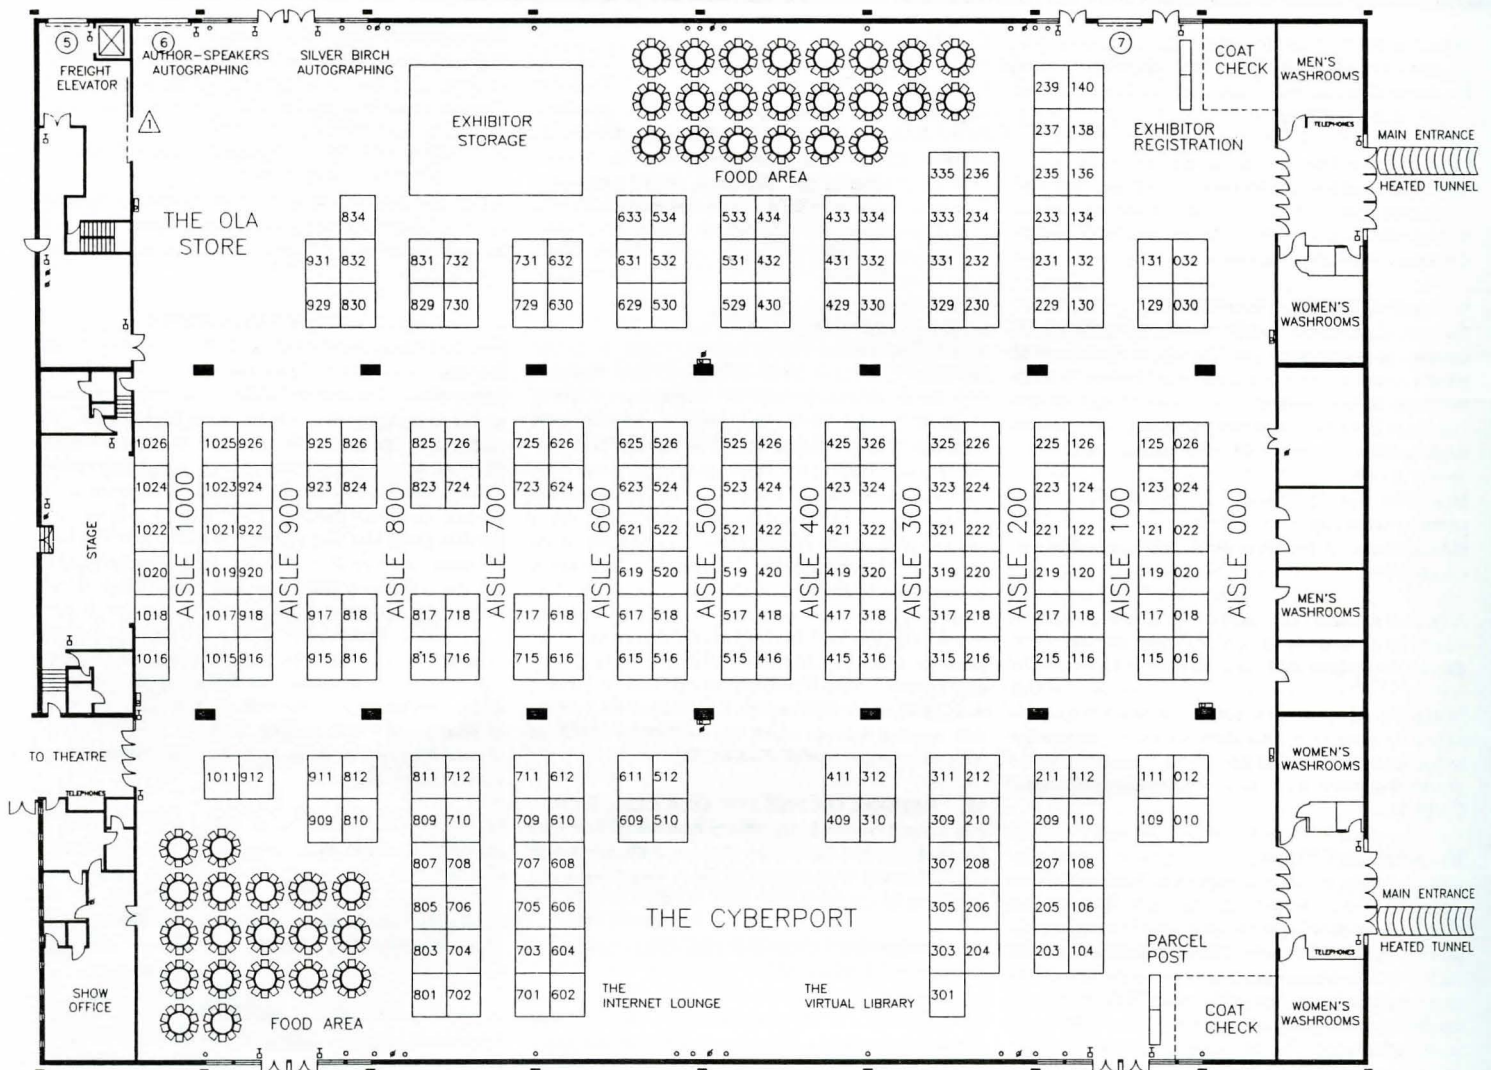 5
6
7
FREIGHT
ELEVATOR
1
AUTHOR-SPEAKERS
AUTOGRAPHING
SILVER BIRCH
AUTOGRAPHING
EXHIBITOR
STORAGE
FOOD AREA
239 140
237 138
235 136
233 134
231 132
229 130
EXHIBITOR
REGISTRATION
COAT
CHECK
MEN'S
WASHROOMS
TELEPHONES
MAIN ENTRANCE
HEATED TUNNEL
WOMEN'S
WASHROOMS
THE OLA
STORE
834
931 832
929 830
831 732
829 730
731 632
729 630
633 534
631 532
629 530
533 434
531 432
529 430
433 334
431 332
429 330
335 236
333 234
331 232
329 230
131 032
129 030
STAGE
1026
1024
1022
1020
1018
1016
AISLE 1000
1025 926
1023 924
1021 922
1019 920
1017 918
1015 916
AISLE 900
925 826
923 824
917 818
915 816
AISLE 800
825 726
823 724
817 718
815 716
AISLE 700
725 626
723 624
717 618
715 616
AISLE 600
625 526
623 524
621 522
619 520
617 518
615 516
AISLE 500
525 426
523 424
521 422
519 420
517 418
515 416
AISLE 400
425 326
423 324
421 322
419 320
417 318
415 316
AISLE 300
325 226
323 224
321 222
319 220
317 218
315 216
AISLE 200
225 126
223 124
221 122
219 120
217 118
215 116
AISLE 100
125 026
123 024
121 022
119 020
117 018
115 016
AISLE 000
MEN'S
WASHROOMS
TO THEATRE
TELEPHONES
1011 912
911 812
909 810
811 712
809 710
807 708
805 706
803 704
801 702
711 612
709 610
707 608
705 606
703 604
701 602
611 512
609 510
411 312
409 310
311 212
309 210
307 208
305 206
303 204
301
211 112
209 110
207 108
205 106
203 104
111 012
109 010
THE CYBERPORT
THE
INTERNET LOUNGE
THE
VIRTUAL LIBRARY
SHOW
OFFICE
FOOD AREA
PARCEL
POST
COAT
CHECK
WOMEN'S
WASHROOMS
MAIN ENTRANCE
HEATED TUNNEL
TELEPHONES
WOMEN'S
WASHROOMS